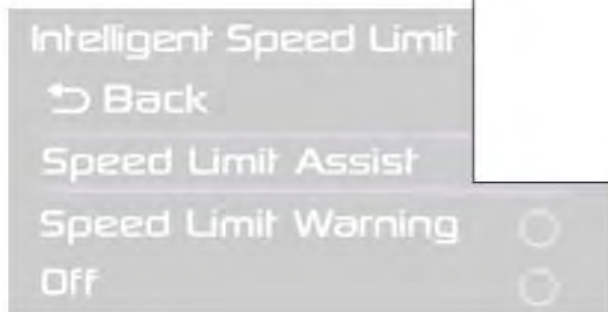 Intelligent Speed Limit
Back
Speed Limit Assist
Speed Limit Warning
Off